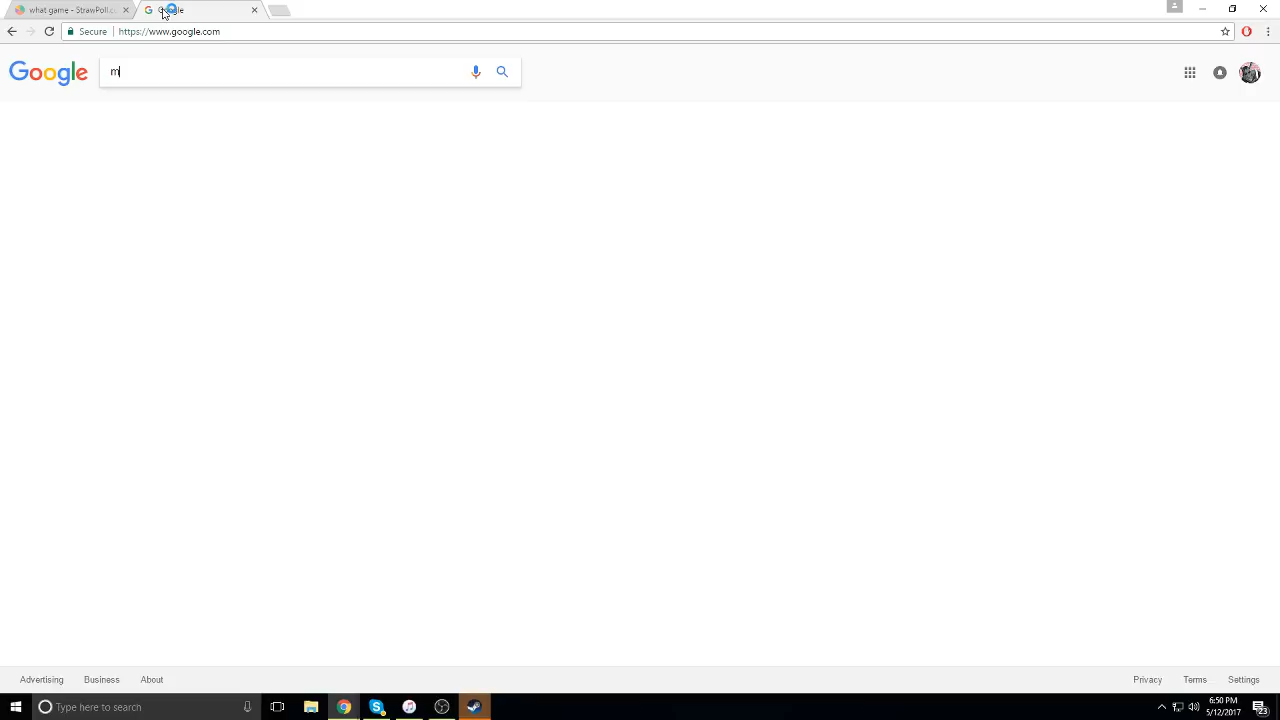 what game - StrawPoll
Google
Secure
https://www.google.com
Google
m
Advertising
Business
About
Privacy
Terms
Settings
Type here to search
6:50 PM
5/12/2017
23